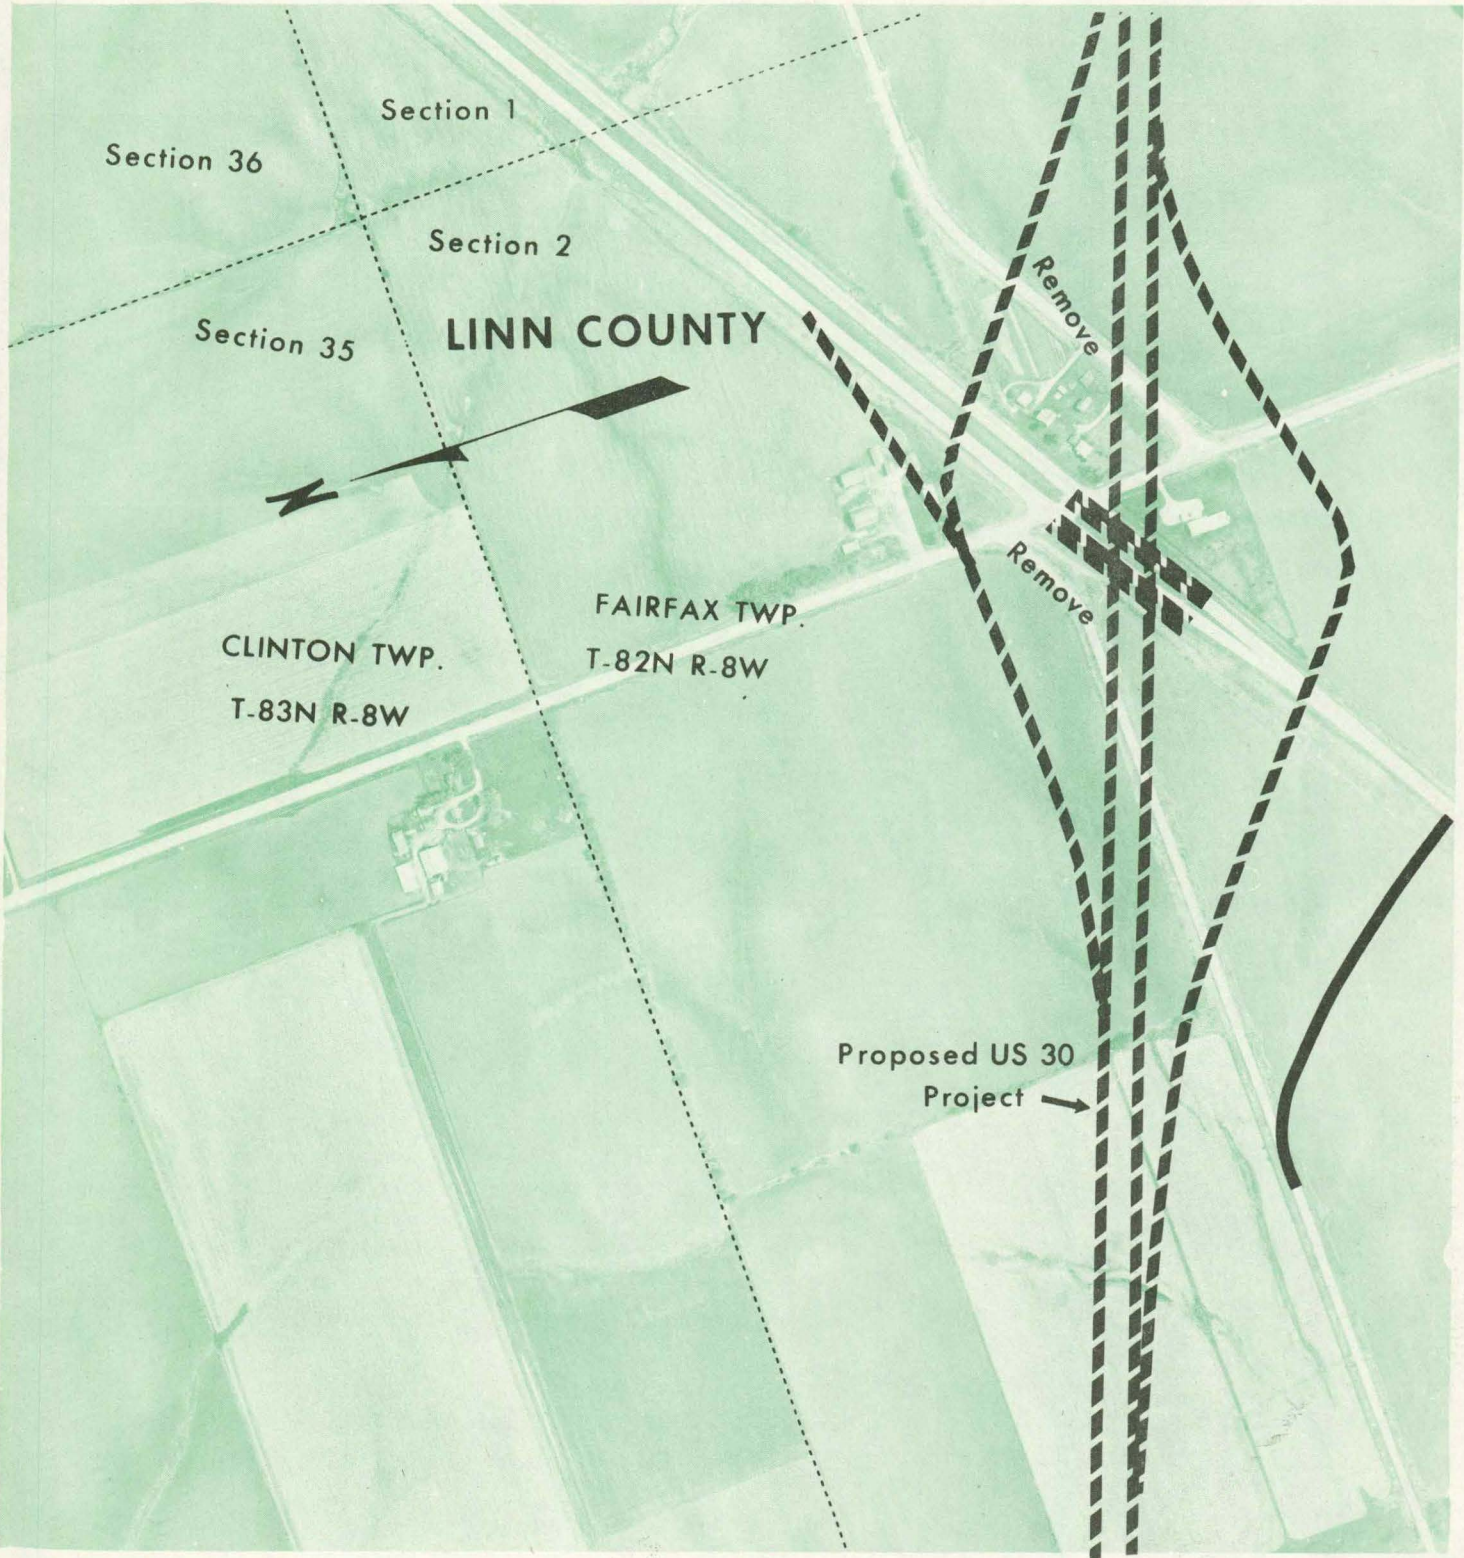 Section 1
Section 36
Section 2
Section 35
LINN COUNTY
Remove
N
Remove
FAIRFAX TWP.
T-82N R-8W
CLINTON TWP.
T-83N R-8W
Proposed US 30
Project